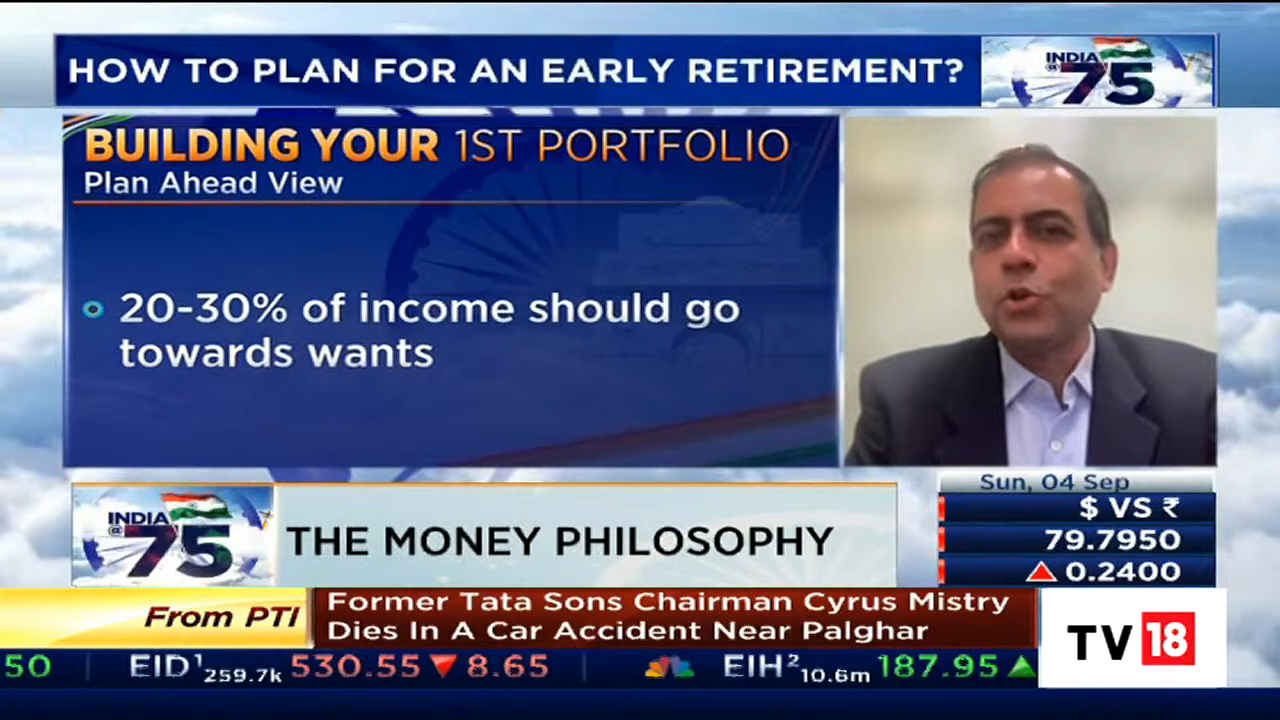 HOW TO PLAN FOR AN EARLY RETIREMENT?
INDIA
@75
BUILDING YOUR 1ST PORTFOLIO
Plan Ahead View
20-30% of income should go
towards wants
INDIA
@75
THE MONEY PHILOSOPHY
Sun, 04 Sep
$ VS ₹
79.7950
▲ 0.2400
From PTI
Former Tata Sons Chairman Cyrus Mistry
Dies In A Car Accident Near Palghar
TV18
50 EID¹ 259.7k 530.55 ▼ 8.65 EIH² 10.6m 187.95 ▲